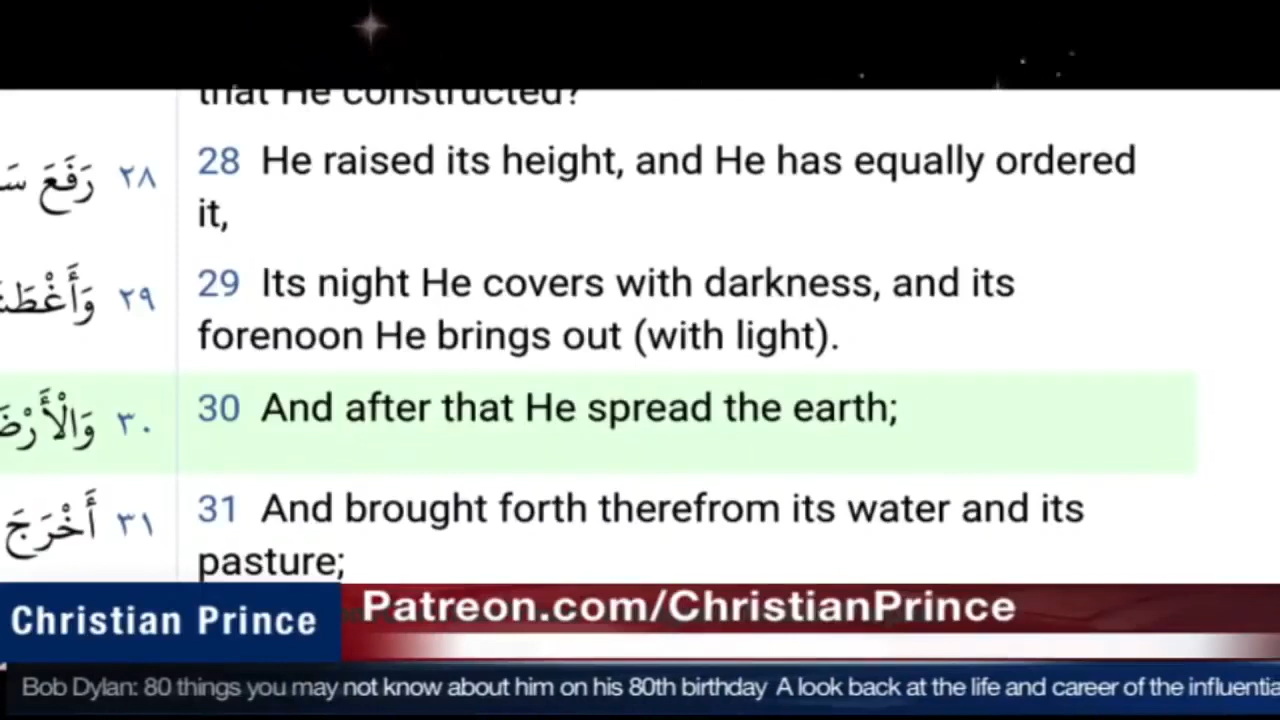 that He constructed?
٢٨ رَفَعَ
28 He raised its height, and He has equally ordered
it,
٢٩
29 Its night He covers with darkness, and its
forenoon He brings out (with light).
٣٠
30 And after that He spread the earth;
٣١ أَخْرَجَ
31 And brought forth therefrom its water and its
pasture;
Christian Prince
Patreon.com/ChristianPrince
Bob Dylan: 80 things you may not know about him on his 80th birthday A look back at the life and career of the